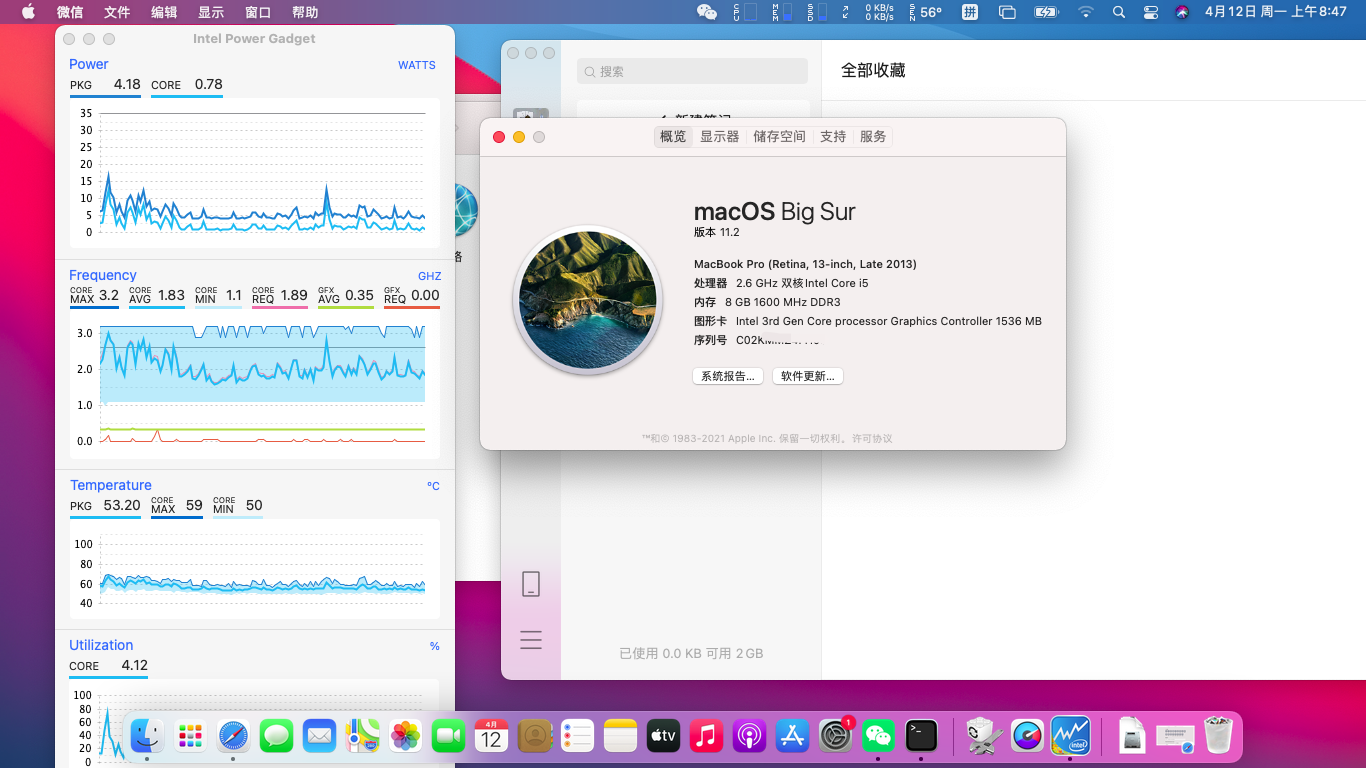 微信 文件 编辑 显示 窗口 帮助
CPU MEM SSD 0 KB/s 0 KB/s SEN 56° 拼 4月12日 周一 上午8:47
Intel Power Gadget
Power WATTS
PKG 4.18 CORE 0.78
35
30
25
20
15
10
5
0
Frequency GHZ
CORE MAX 3.2 CORE AVG 1.83 CORE MIN 1.1 CORE REQ 1.89 GFX AVG 0.35 GFX REQ 0.00
3.0
2.0
1.0
0.0
Temperature °C
PKG 53.20 CORE MAX 59 CORE MIN 50
100
80
60
40
Utilization %
CORE 4.12
100
80
60
40
20
0
搜索
全部收藏
新建笔记
络
概览 显示器 储存空间 支持 服务
macOS Big Sur
版本 11.2
MacBook Pro (Retina, 13-inch, Late 2013)
处理器 2.6 GHz 双核Intel Core i5
内存 8 GB 1600 MHz DDR3
图形卡 Intel 3rd Gen Core processor Graphics Controller 1536 MB
序列号
系统报告... 软件更新...
™和© 1983-2021 Apple Inc. 保留一切权利。许可协议
已使用 0.0 KB 可用 2 GB
4月
12
tv
1
>_
intel